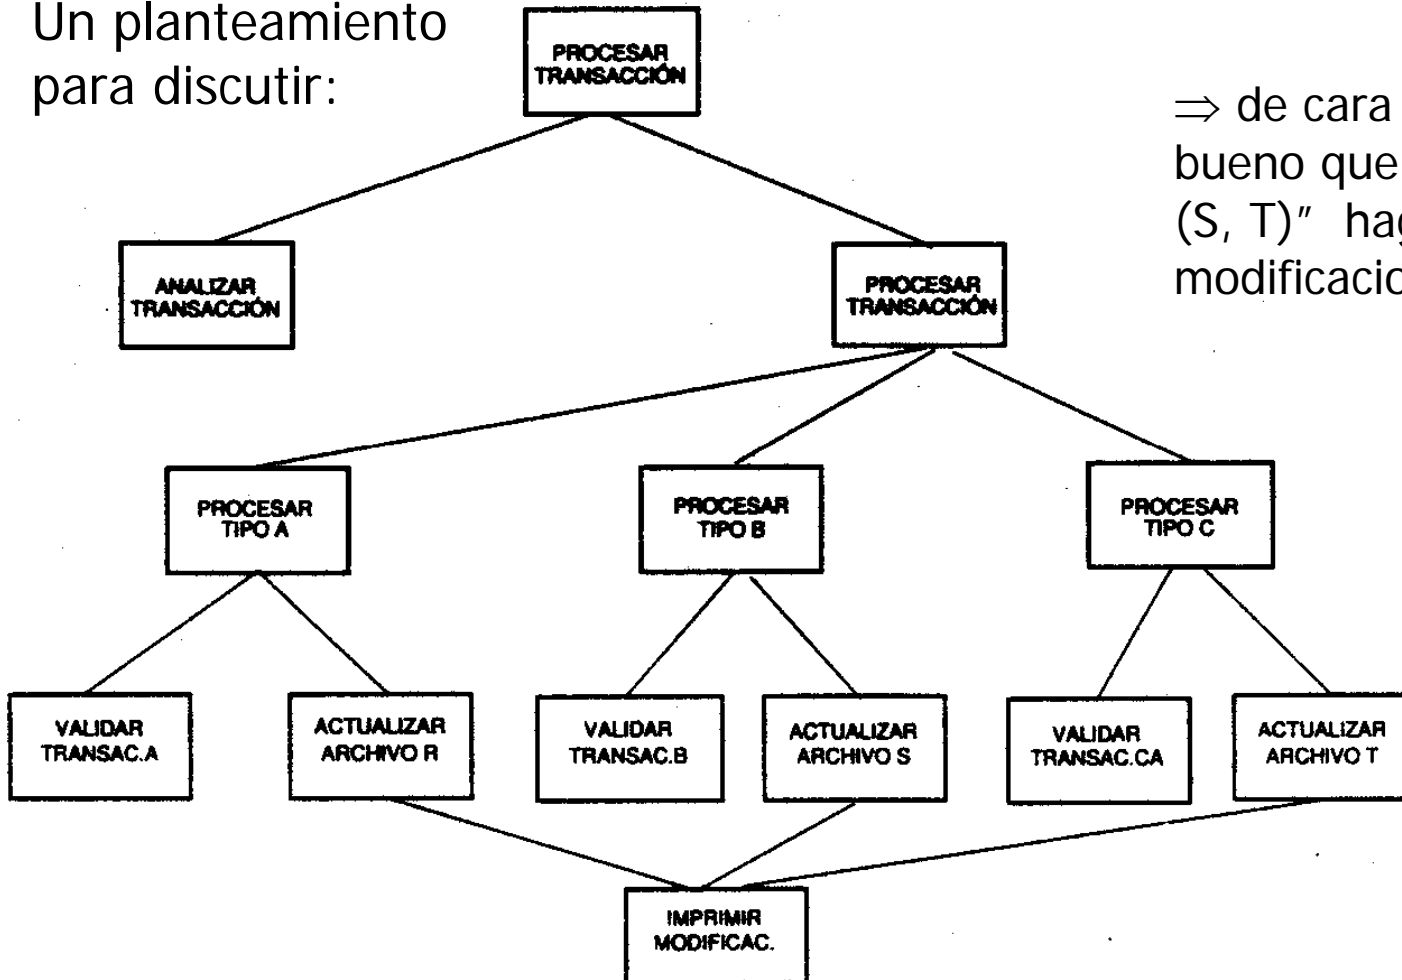 Un planteamiento
para discutir:
PROCESAR
TRANSACCIÓN
⇒ de cara
bueno que
(S, T)"
modificacio
ANALIZAR
TRANSACCIÓN
PROCESAR
TRANSACCIÓN
PROCESAR
TIPO A
PROCESAR
TIPO B
PROCESAR
TIPO C
VALIDAR
TRANSAC.A
ACTUALIZAR
ARCHIVO R
VALIDAR
TRANSAC.B
ACTUALIZAR
ARCHIVO S
VALIDAR
TRANSAC.CA
ACTUALIZAR
ARCHIVO T
IMPRIMIR
MODIFICAC.